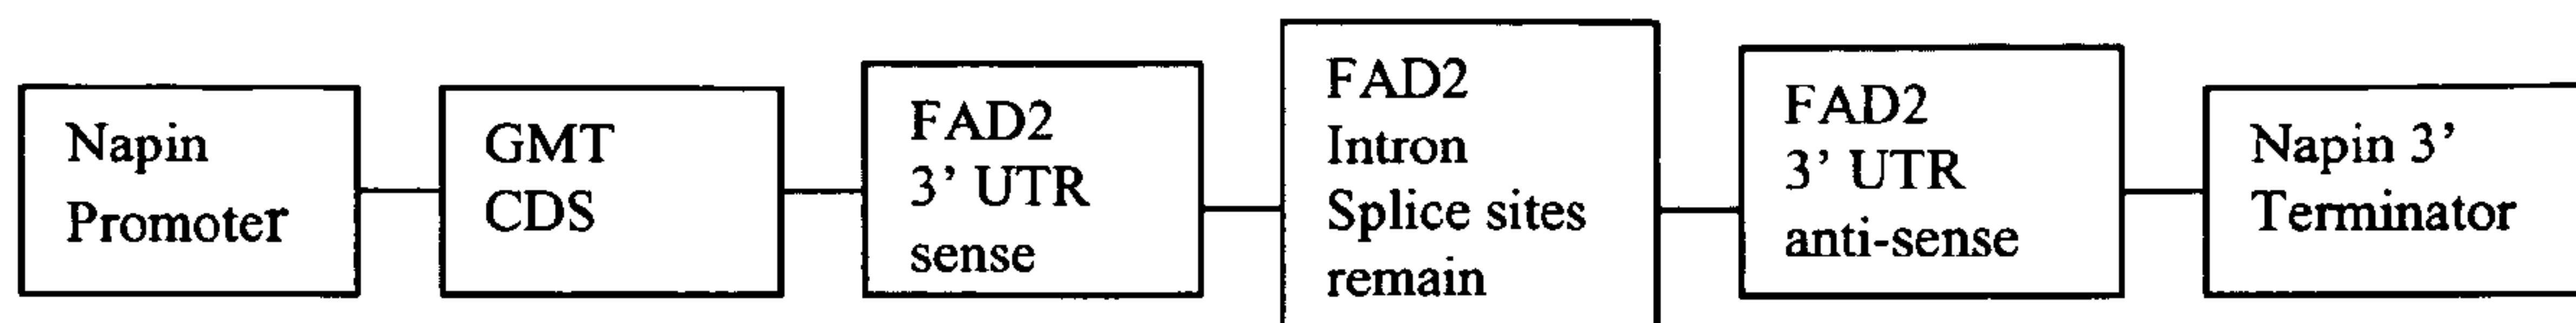 Napin
Promoter
GMT
CDS
FAD2
3’ UTR
sense
FAD2
Intron
Splice sites
remain
FAD2
3’ UTR
anti-sense
Napin 3’
Terminator